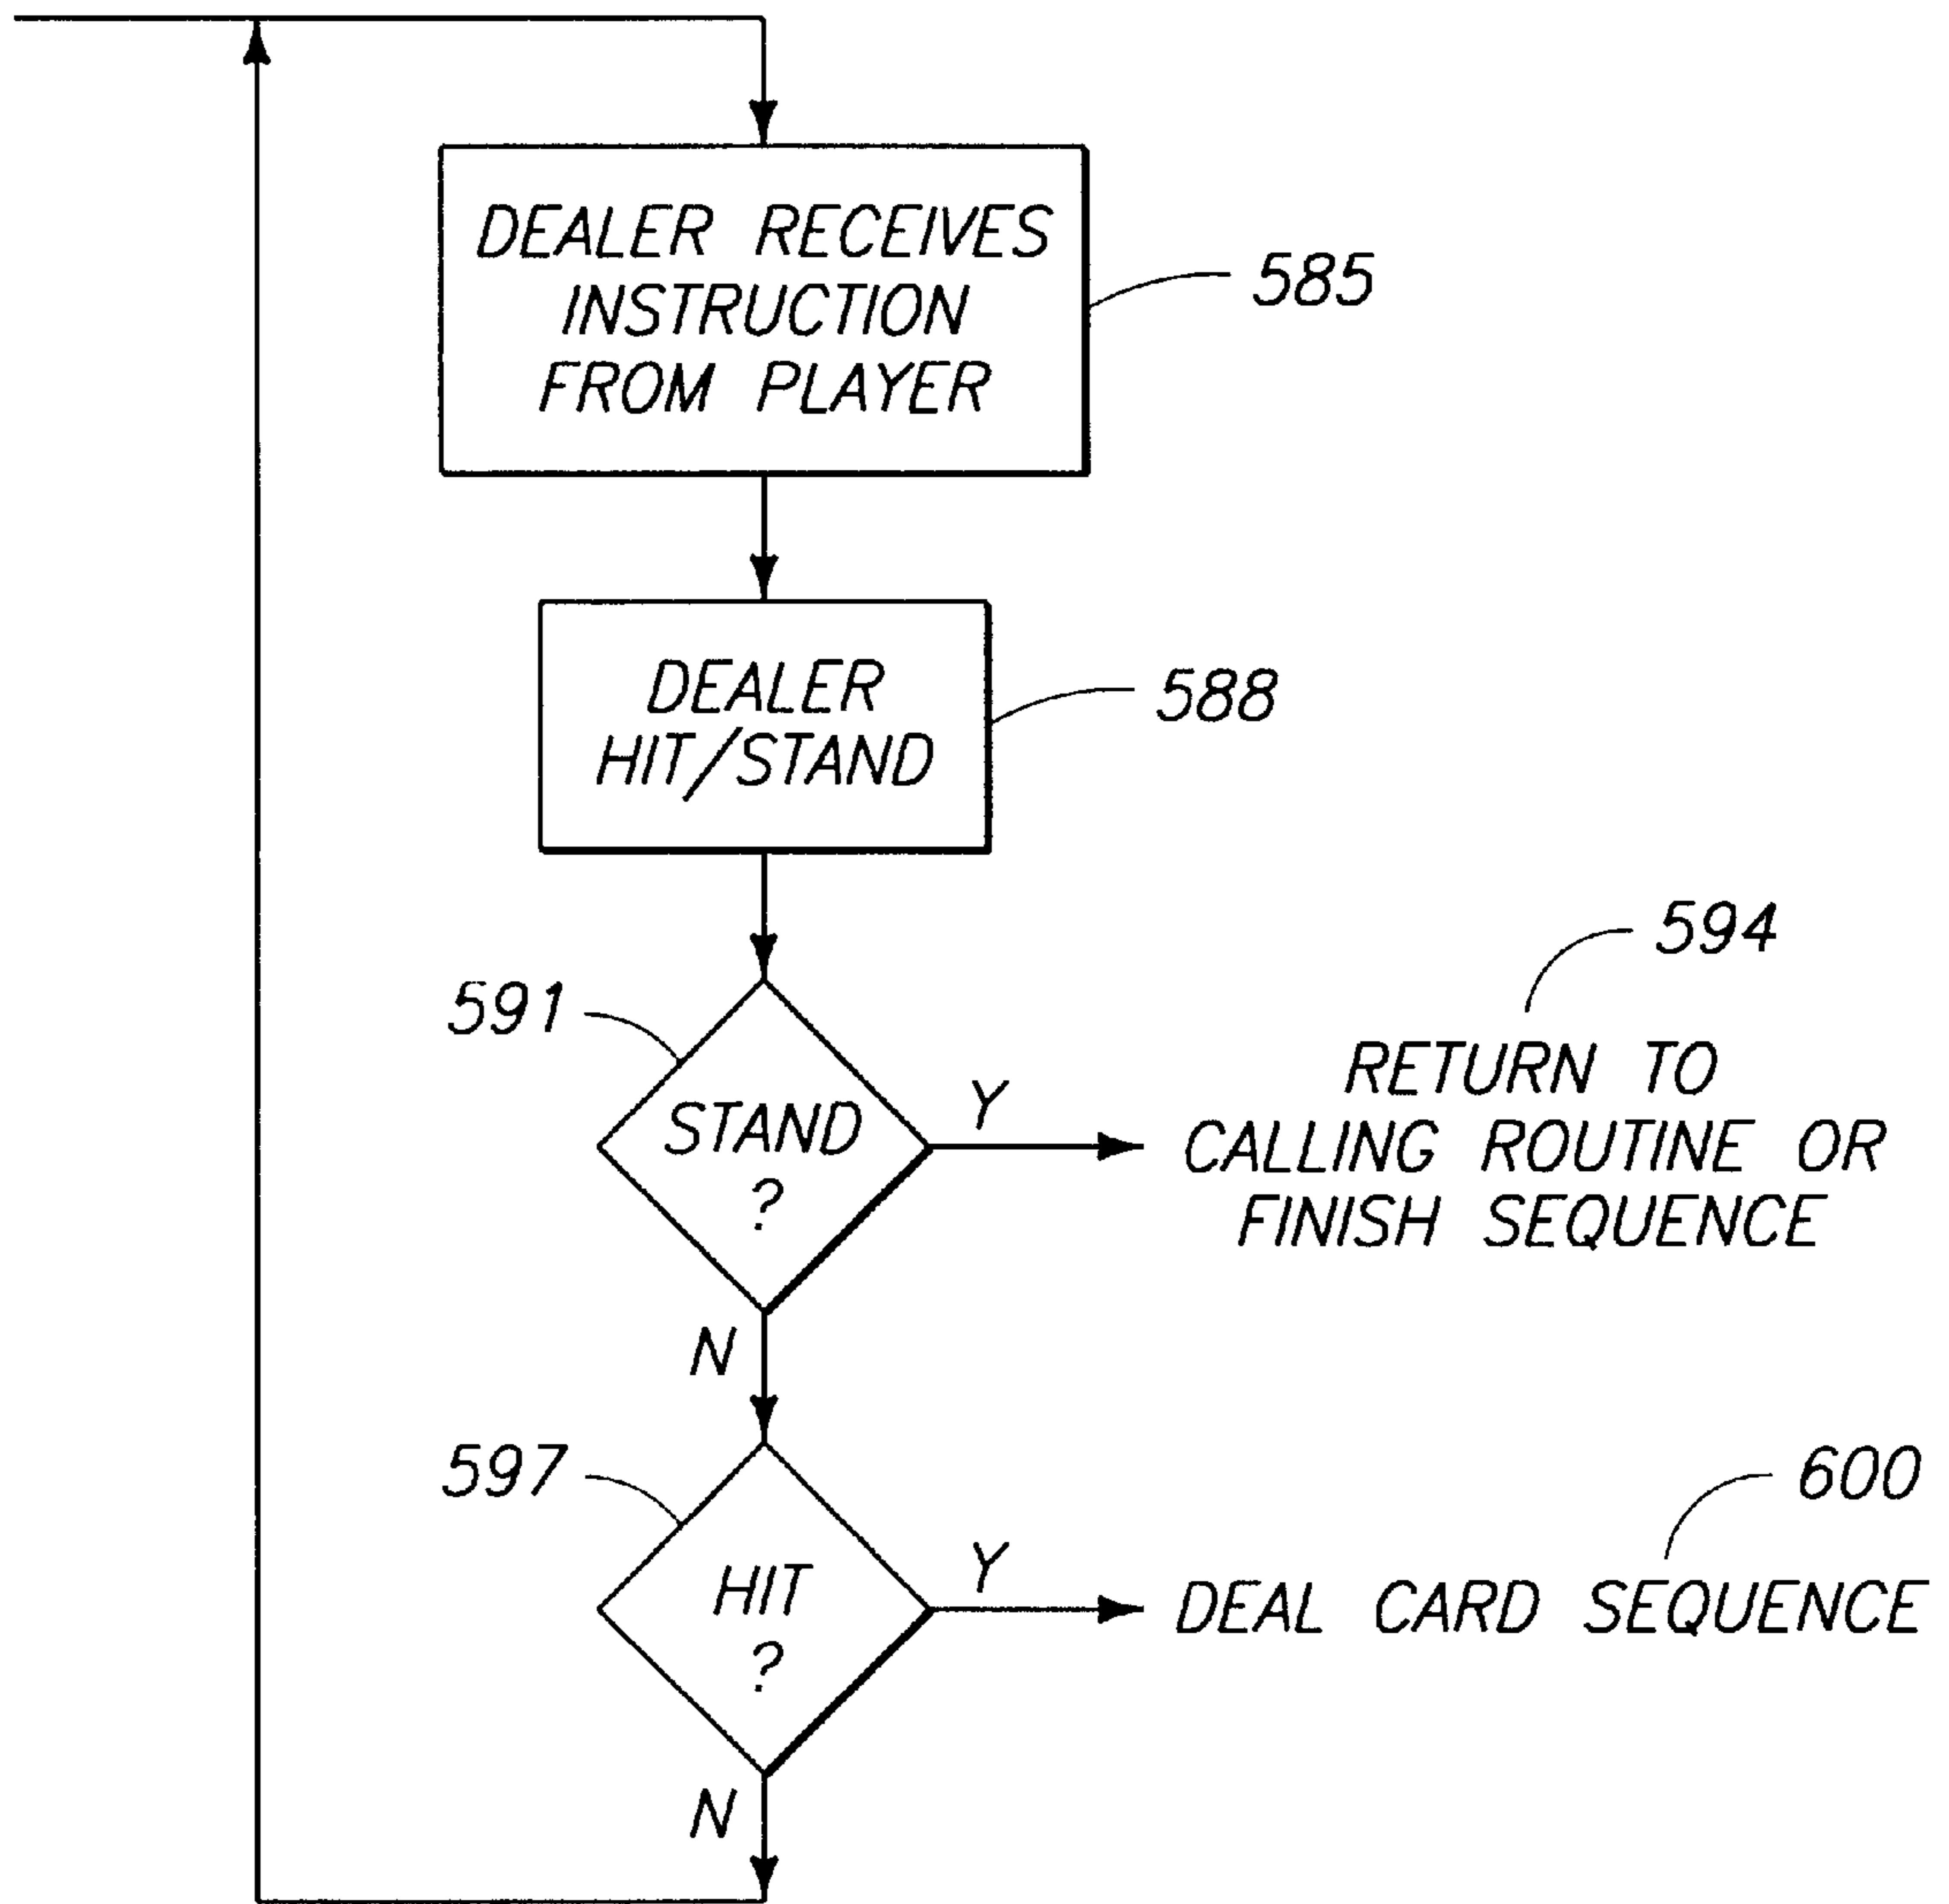 DEALER RECEIVES
INSTRUCTION
FROM PLAYER
585
DEALER
HIT/STAND
588
591
STAND
?
Y
594
RETURN TO
CALLING ROUTINE OR
FINISH SEQUENCE
N
597
HIT
?
Y
600
DEAL CARD SEQUENCE
N